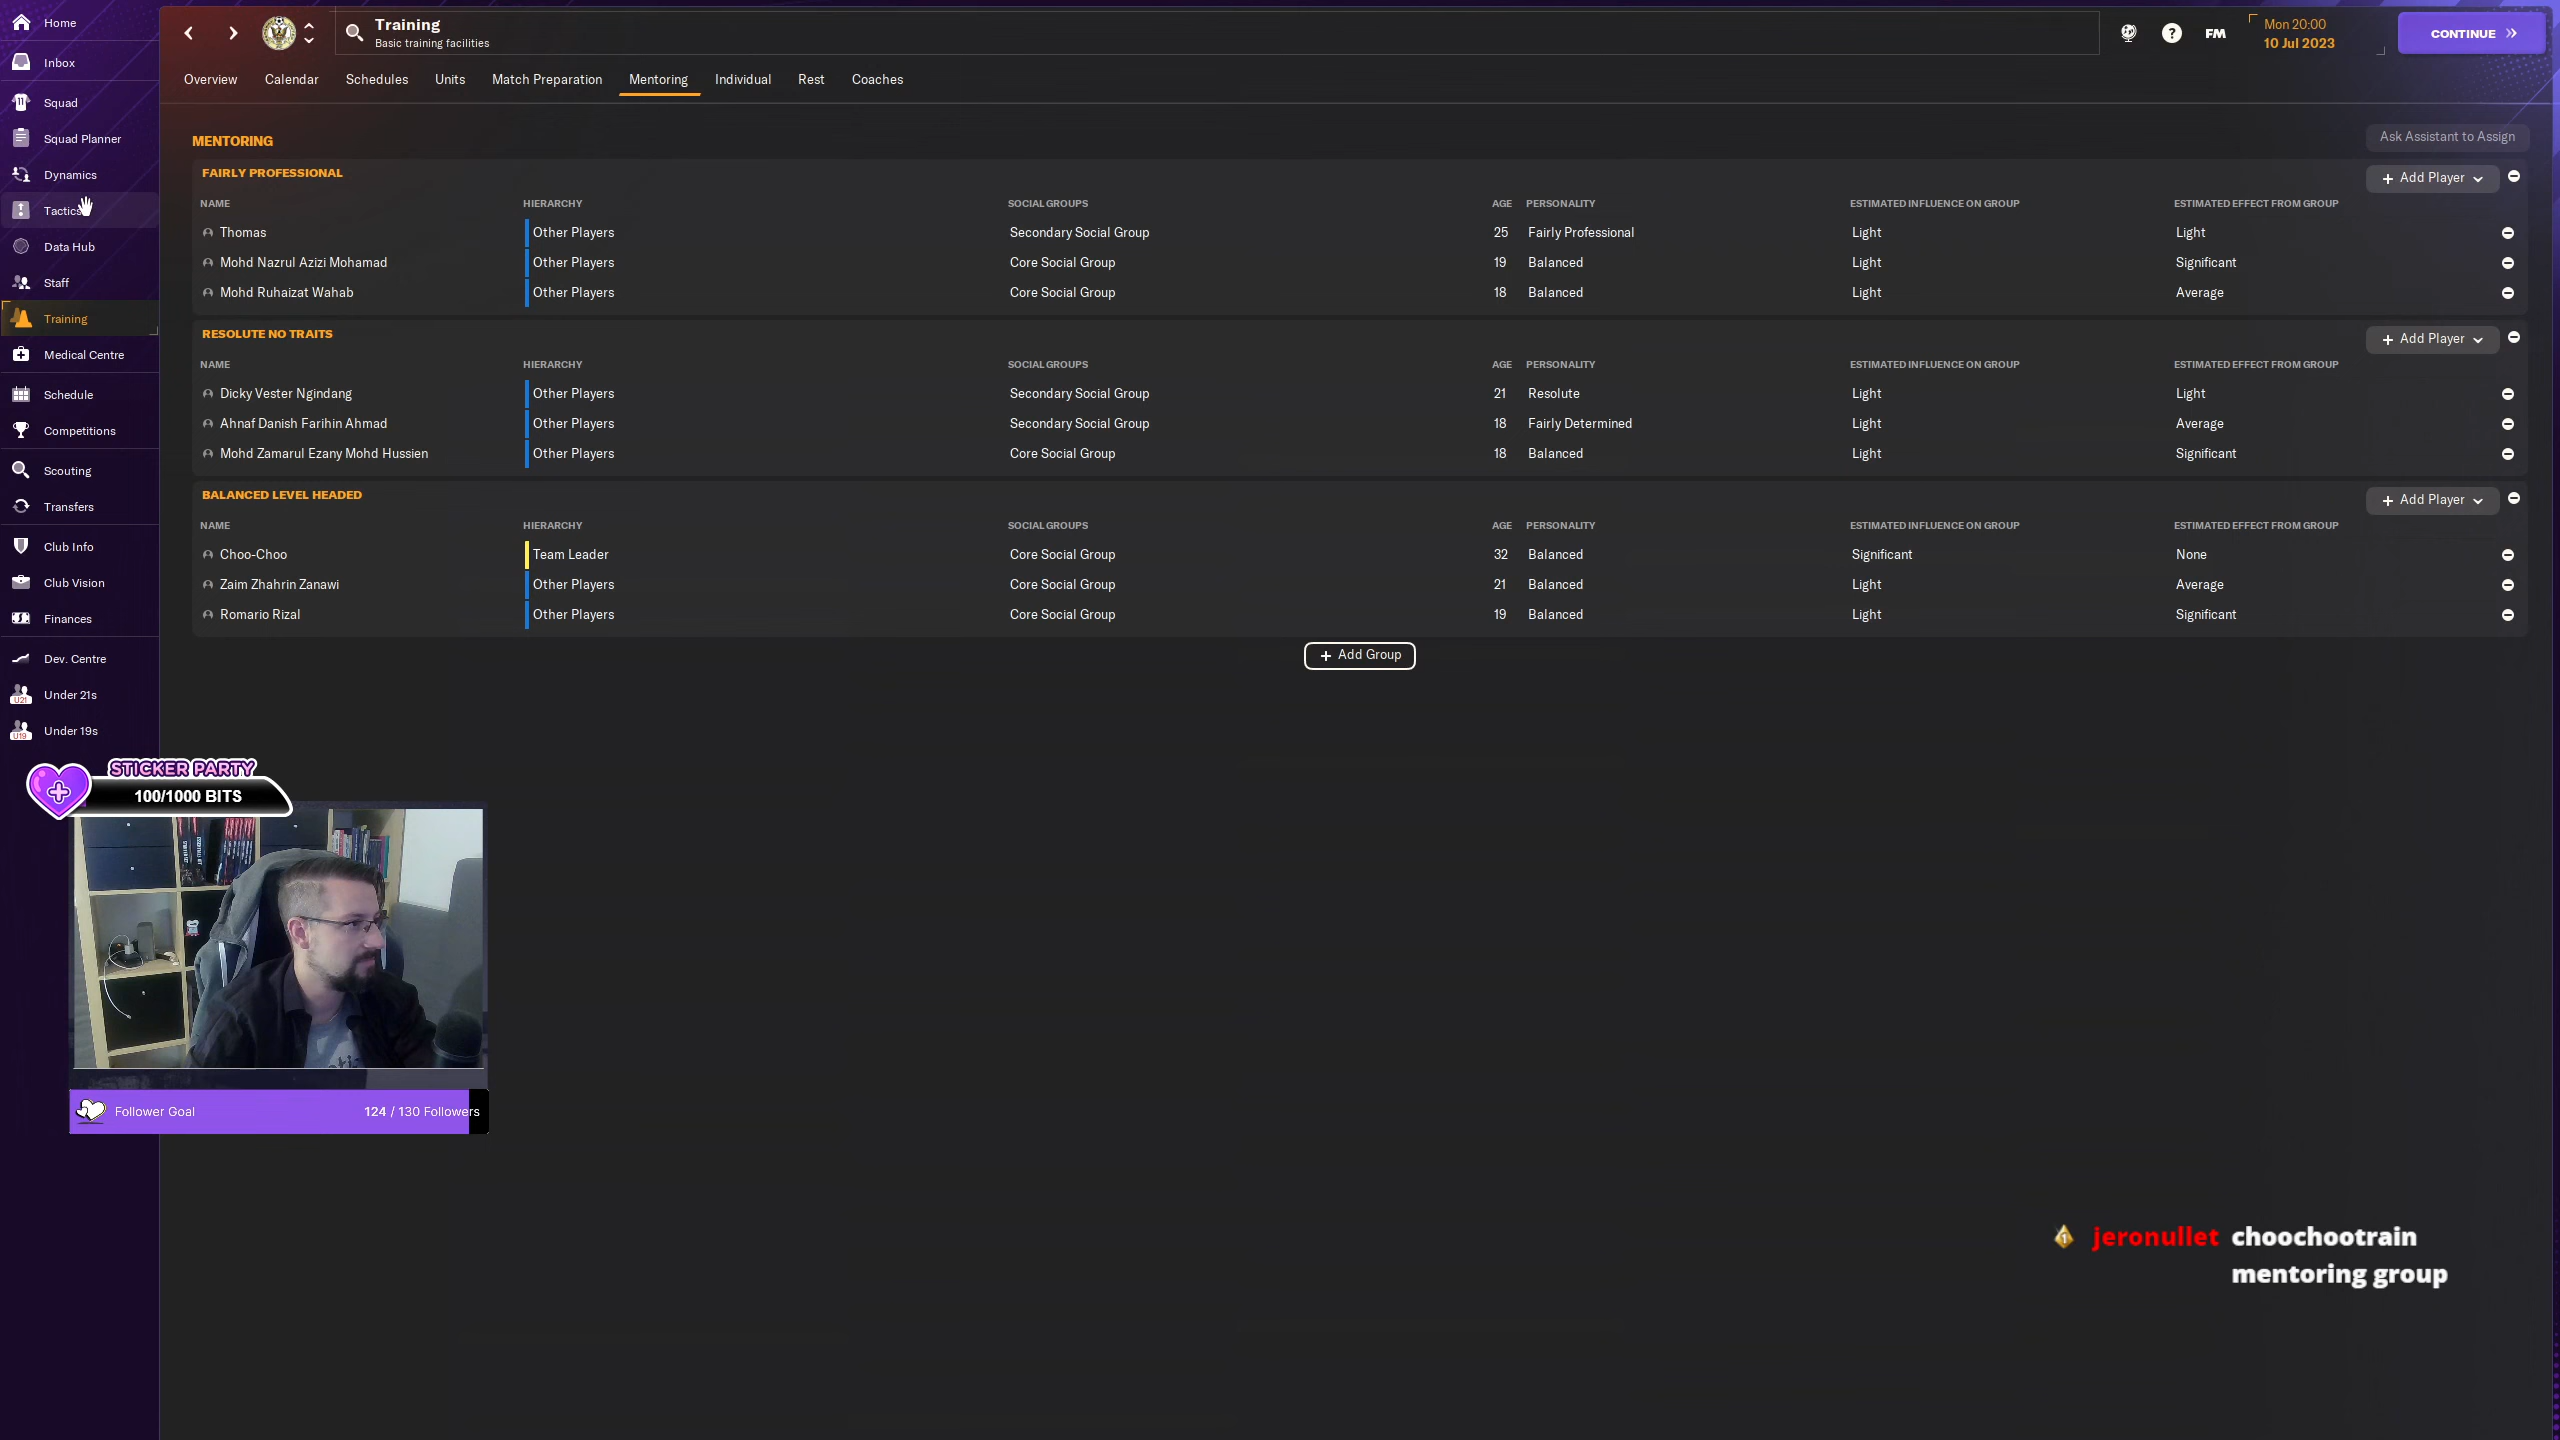 Home
Inbox
Squad
Squad Planner
Dynamics
Tactics
Data Hub
Staff
Training
Medical Centre
Schedule
Competitions
Scouting
Transfers
Club Info
Club Vision
Finances
Dev. Centre
U21 Under 21s
U19 Under 19s
Training
Basic training facilities
? FM
Mon 20:00
10 Jul 2023
CONTINUE
Overview Calendar Schedules Units Match Preparation Mentoring Individual Rest Coaches
MENTORING
Ask Assistant to Assign
FAIRLY PROFESSIONAL
Add Player
NAME HIERARCHY SOCIAL GROUPS AGE PERSONALITY ESTIMATED INFLUENCE ON GROUP ESTIMATED EFFECT FROM GROUP
Thomas Other Players Secondary Social Group 25 Fairly Professional Light Light
Mohd Nazrul Azizi Mohamad Other Players Core Social Group 19 Balanced Light Significant
Mohd Ruhaizat Wahab Other Players Core Social Group 18 Balanced Light Average
RESOLUTE NO TRAITS
Add Player
NAME HIERARCHY SOCIAL GROUPS AGE PERSONALITY ESTIMATED INFLUENCE ON GROUP ESTIMATED EFFECT FROM GROUP
Dicky Vester Ngindang Other Players Secondary Social Group 21 Resolute Light Light
Ahnaf Danish Farihin Ahmad Other Players Secondary Social Group 18 Fairly Determined Light Average
Mohd Zamarul Ezany Mohd Hussien Other Players Core Social Group 18 Balanced Light Significant
BALANCED LEVEL HEADED
Add Player
NAME HIERARCHY SOCIAL GROUPS AGE PERSONALITY ESTIMATED INFLUENCE ON GROUP ESTIMATED EFFECT FROM GROUP
Choo-Choo Team Leader Core Social Group 32 Balanced Significant None
Zaim Zhahrin Zanawi Other Players Core Social Group 21 Balanced Light Average
Romario Rizal Other Players Core Social Group 19 Balanced Light Significant
Add Group
STICKER PARTY
100/1000 BITS
Follower Goal 124 / 130 Followers
jeronullet choochootrain
mentoring group